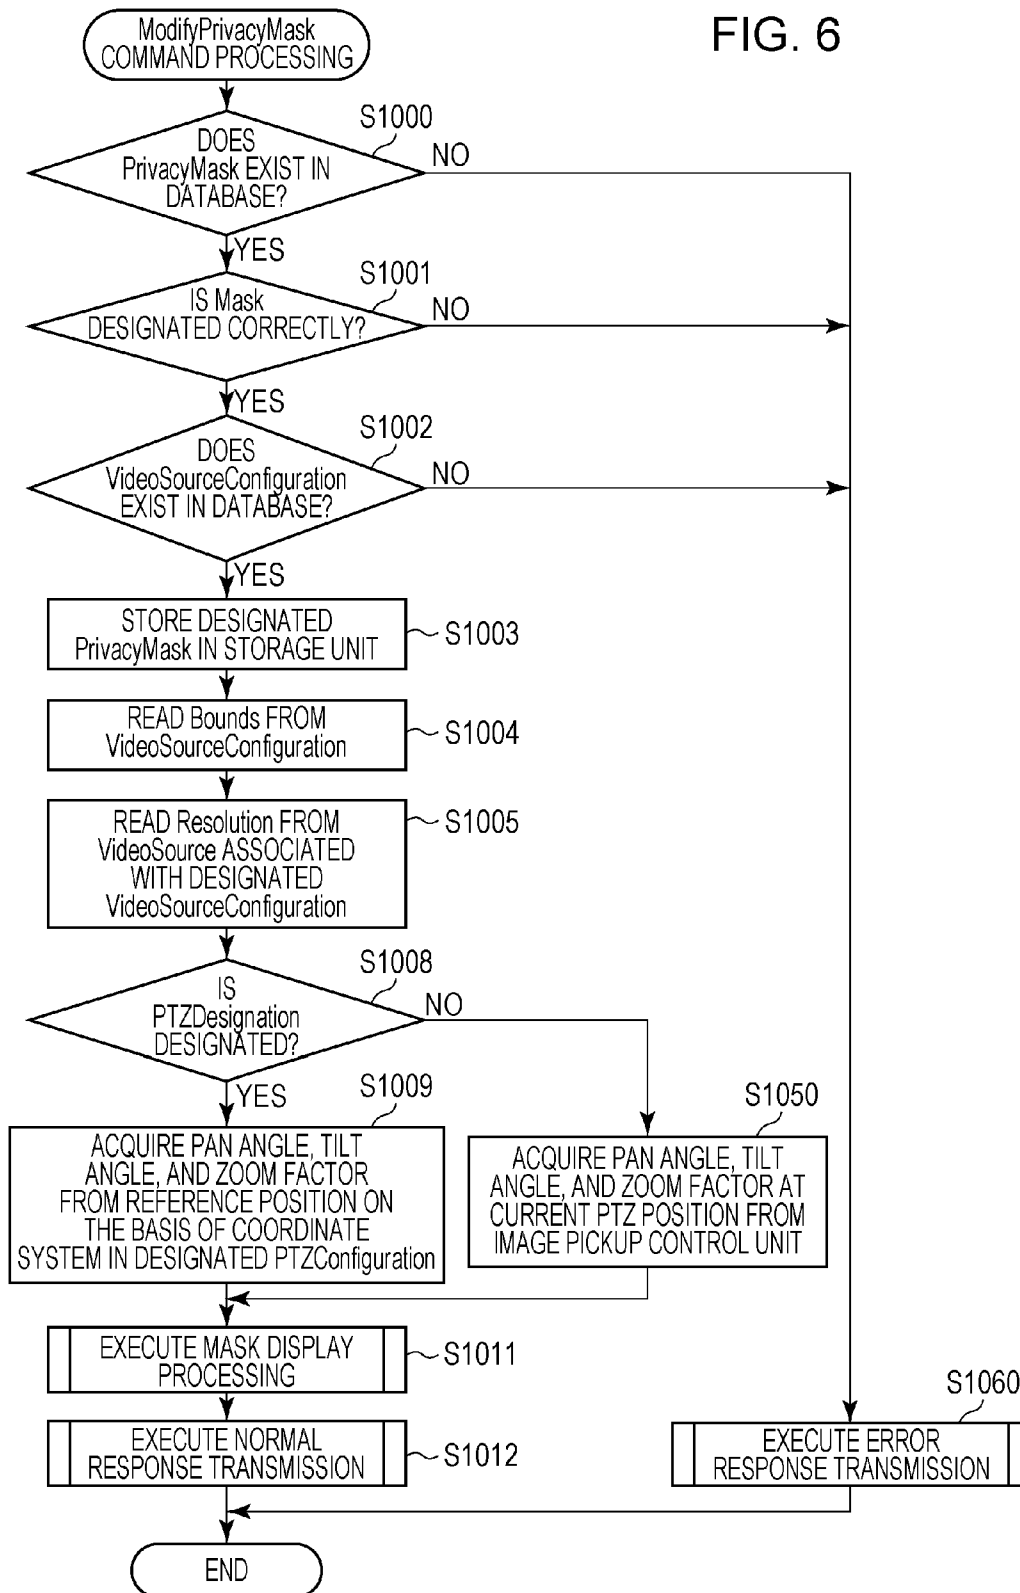 FIG. 6
ModifyPrivacyMask
COMMAND PROCESSING
S1000
DOES
PrivacyMask EXIST IN
DATABASE?
NO
YES
S1001
IS Mask
DESIGNATED CORRECTLY?
NO
YES
S1002
DOES
VideoSourceConfiguration
EXIST IN DATABASE?
NO
YES
STORE DESIGNATED
PrivacyMask IN STORAGE UNIT
S1003
READ Bounds FROM
VideoSourceConfiguration
S1004
READ Resolution FROM
VideoSource ASSOCIATED
WITH DESIGNATED
VideoSourceConfiguration
S1005
S1008
IS
PTZDesignation
DESIGNATED?
NO
YES
S1009
ACQUIRE PAN ANGLE, TILT
ANGLE, AND ZOOM FACTOR
FROM REFERENCE POSITION ON
THE BASIS OF COORDINATE
SYSTEM IN DESIGNATED PTZConfiguration
S1050
ACQUIRE PAN ANGLE, TILT
ANGLE, AND ZOOM FACTOR AT
CURRENT PTZ POSITION FROM
IMAGE PICKUP CONTROL UNIT
EXECUTE MASK DISPLAY
PROCESSING
S1011
EXECUTE NORMAL
RESPONSE TRANSMISSION
S1012
S1060
EXECUTE ERROR
RESPONSE TRANSMISSION
END